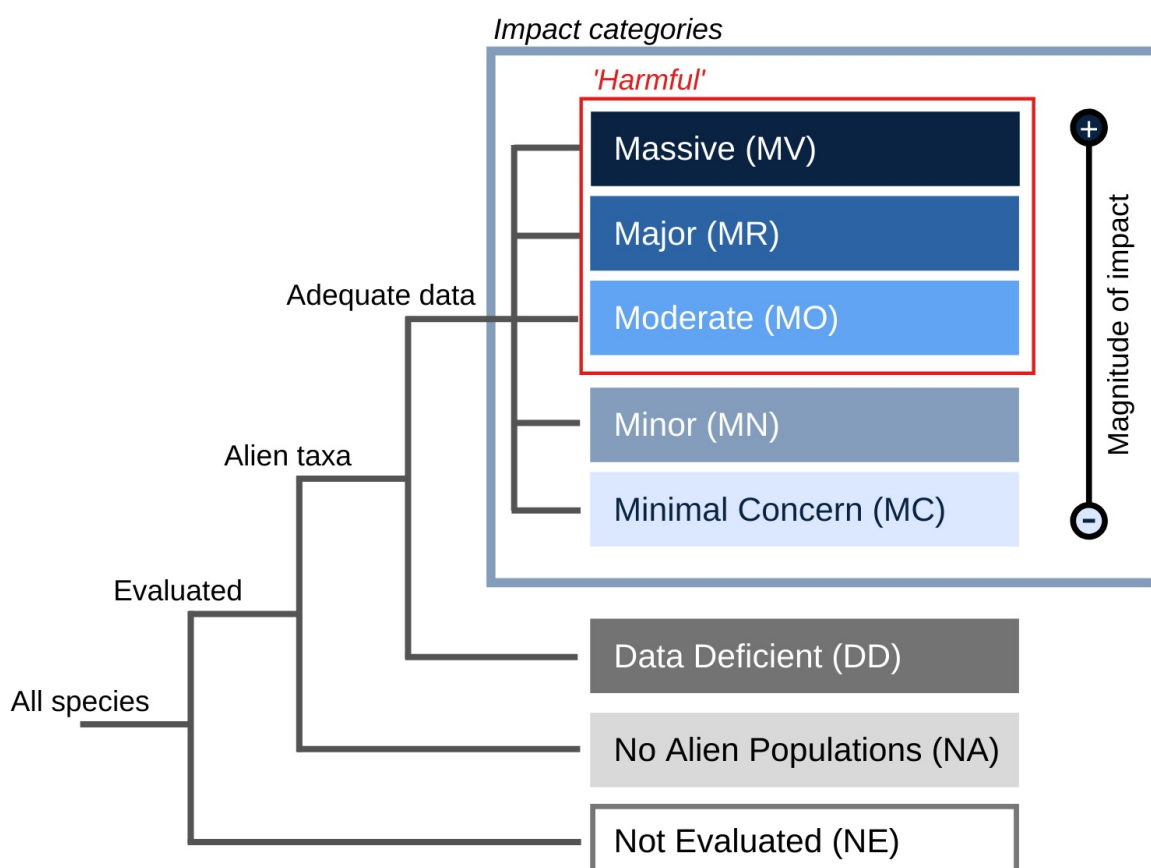 Impact categories
'Harmful'
Massive (MV)
+
Major (MR)
Magnitude of impact
Adequate data
Moderate (MO)
Minor (MN)
Alien taxa
Minimal Concern (MC)
-
Evaluated
Data Deficient (DD)
All species
No Alien Populations (NA)
Not Evaluated (NE)